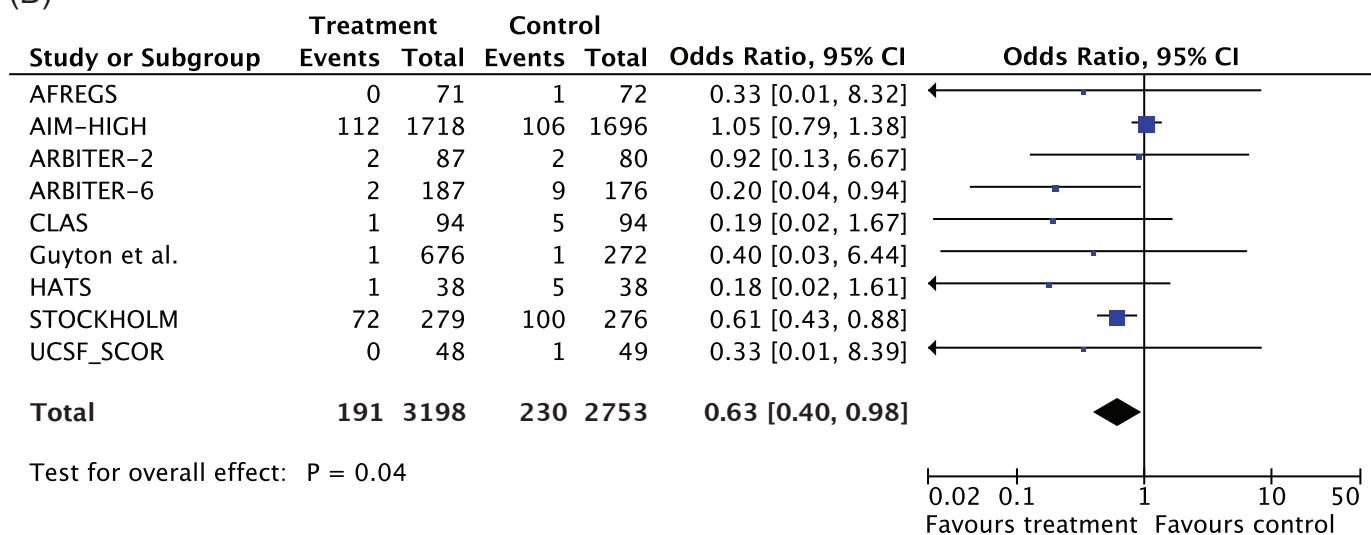 (B)
Treatment Control
Study or Subgroup Events Total Events Total Odds Ratio, 95% CI Odds Ratio, 95% CI
AFREGS 0 71 1 72 0.33 [0.01, 8.32]
AIM-HIGH 112 1718 106 1696 1.05 [0.79, 1.38]
ARBITER-2 2 87 2 80 0.92 [0.13, 6.67]
ARBITER-6 2 187 9 176 0.20 [0.04, 0.94]
CLAS 1 94 5 94 0.19 [0.02, 1.67]
Guyton et al. 1 676 1 272 0.40 [0.03, 6.44]
HATS 1 38 5 38 0.18 [0.02, 1.61]
STOCKHOLM 72 279 100 276 0.61 [0.43, 0.88]
UCSF_SCOR 0 48 1 49 0.33 [0.01, 8.39]
Total 191 3198 230 2753 0.63 [0.40, 0.98]
Test for overall effect: P = 0.04
0.02 0.1 1 10 50
Favours treatment Favours control